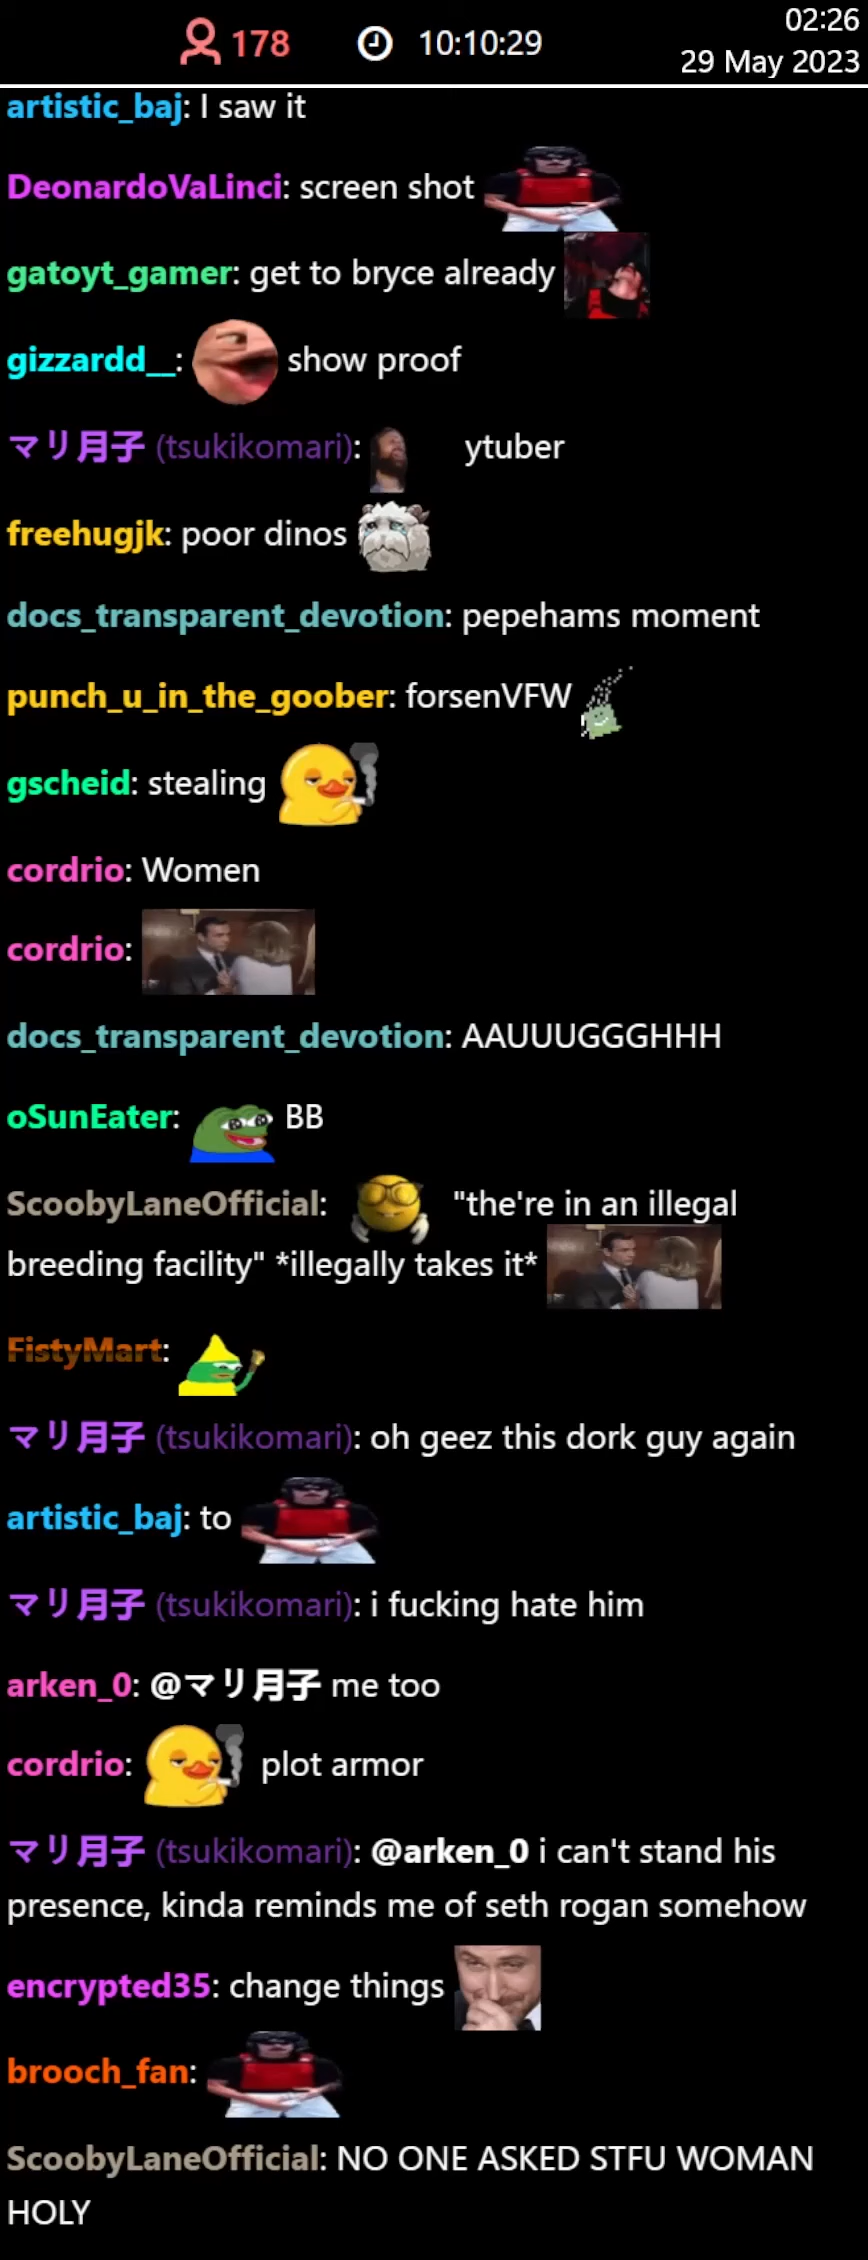 178 10:10:29 02:26
29 May 2023
artistic_baj: I saw it
DeonardoVaLinci: screen shot
gatoyt_gamer: get to bryce already
gizzardd__: show proof
マリ月子 (tsukikomari): ytuber
freehugjk: poor dinos
docs_transparent_devotion: pepehams moment
punch_u_in_the_goober: forsenVFW
gscheid: stealing
cordrio: Women
cordrio:
docs_transparent_devotion: AAUUUGGGHHH
oSunEater: BB
ScoobyLaneOfficial: "the're in an illegal
breeding facility" *illegally takes it*
FistyMart:
マリ月子 (tsukikomari): oh geez this dork guy again
artistic_baj: to
マリ月子 (tsukikomari): i fucking hate him
arken_0: @マリ月子 me too
cordrio: plot armor
マリ月子 (tsukikomari): @arken_0 i can't stand his
presence, kinda reminds me of seth rogan somehow
encrypted35: change things
brooch_fan:
ScoobyLaneOfficial: NO ONE ASKED STFU WOMAN
HOLY